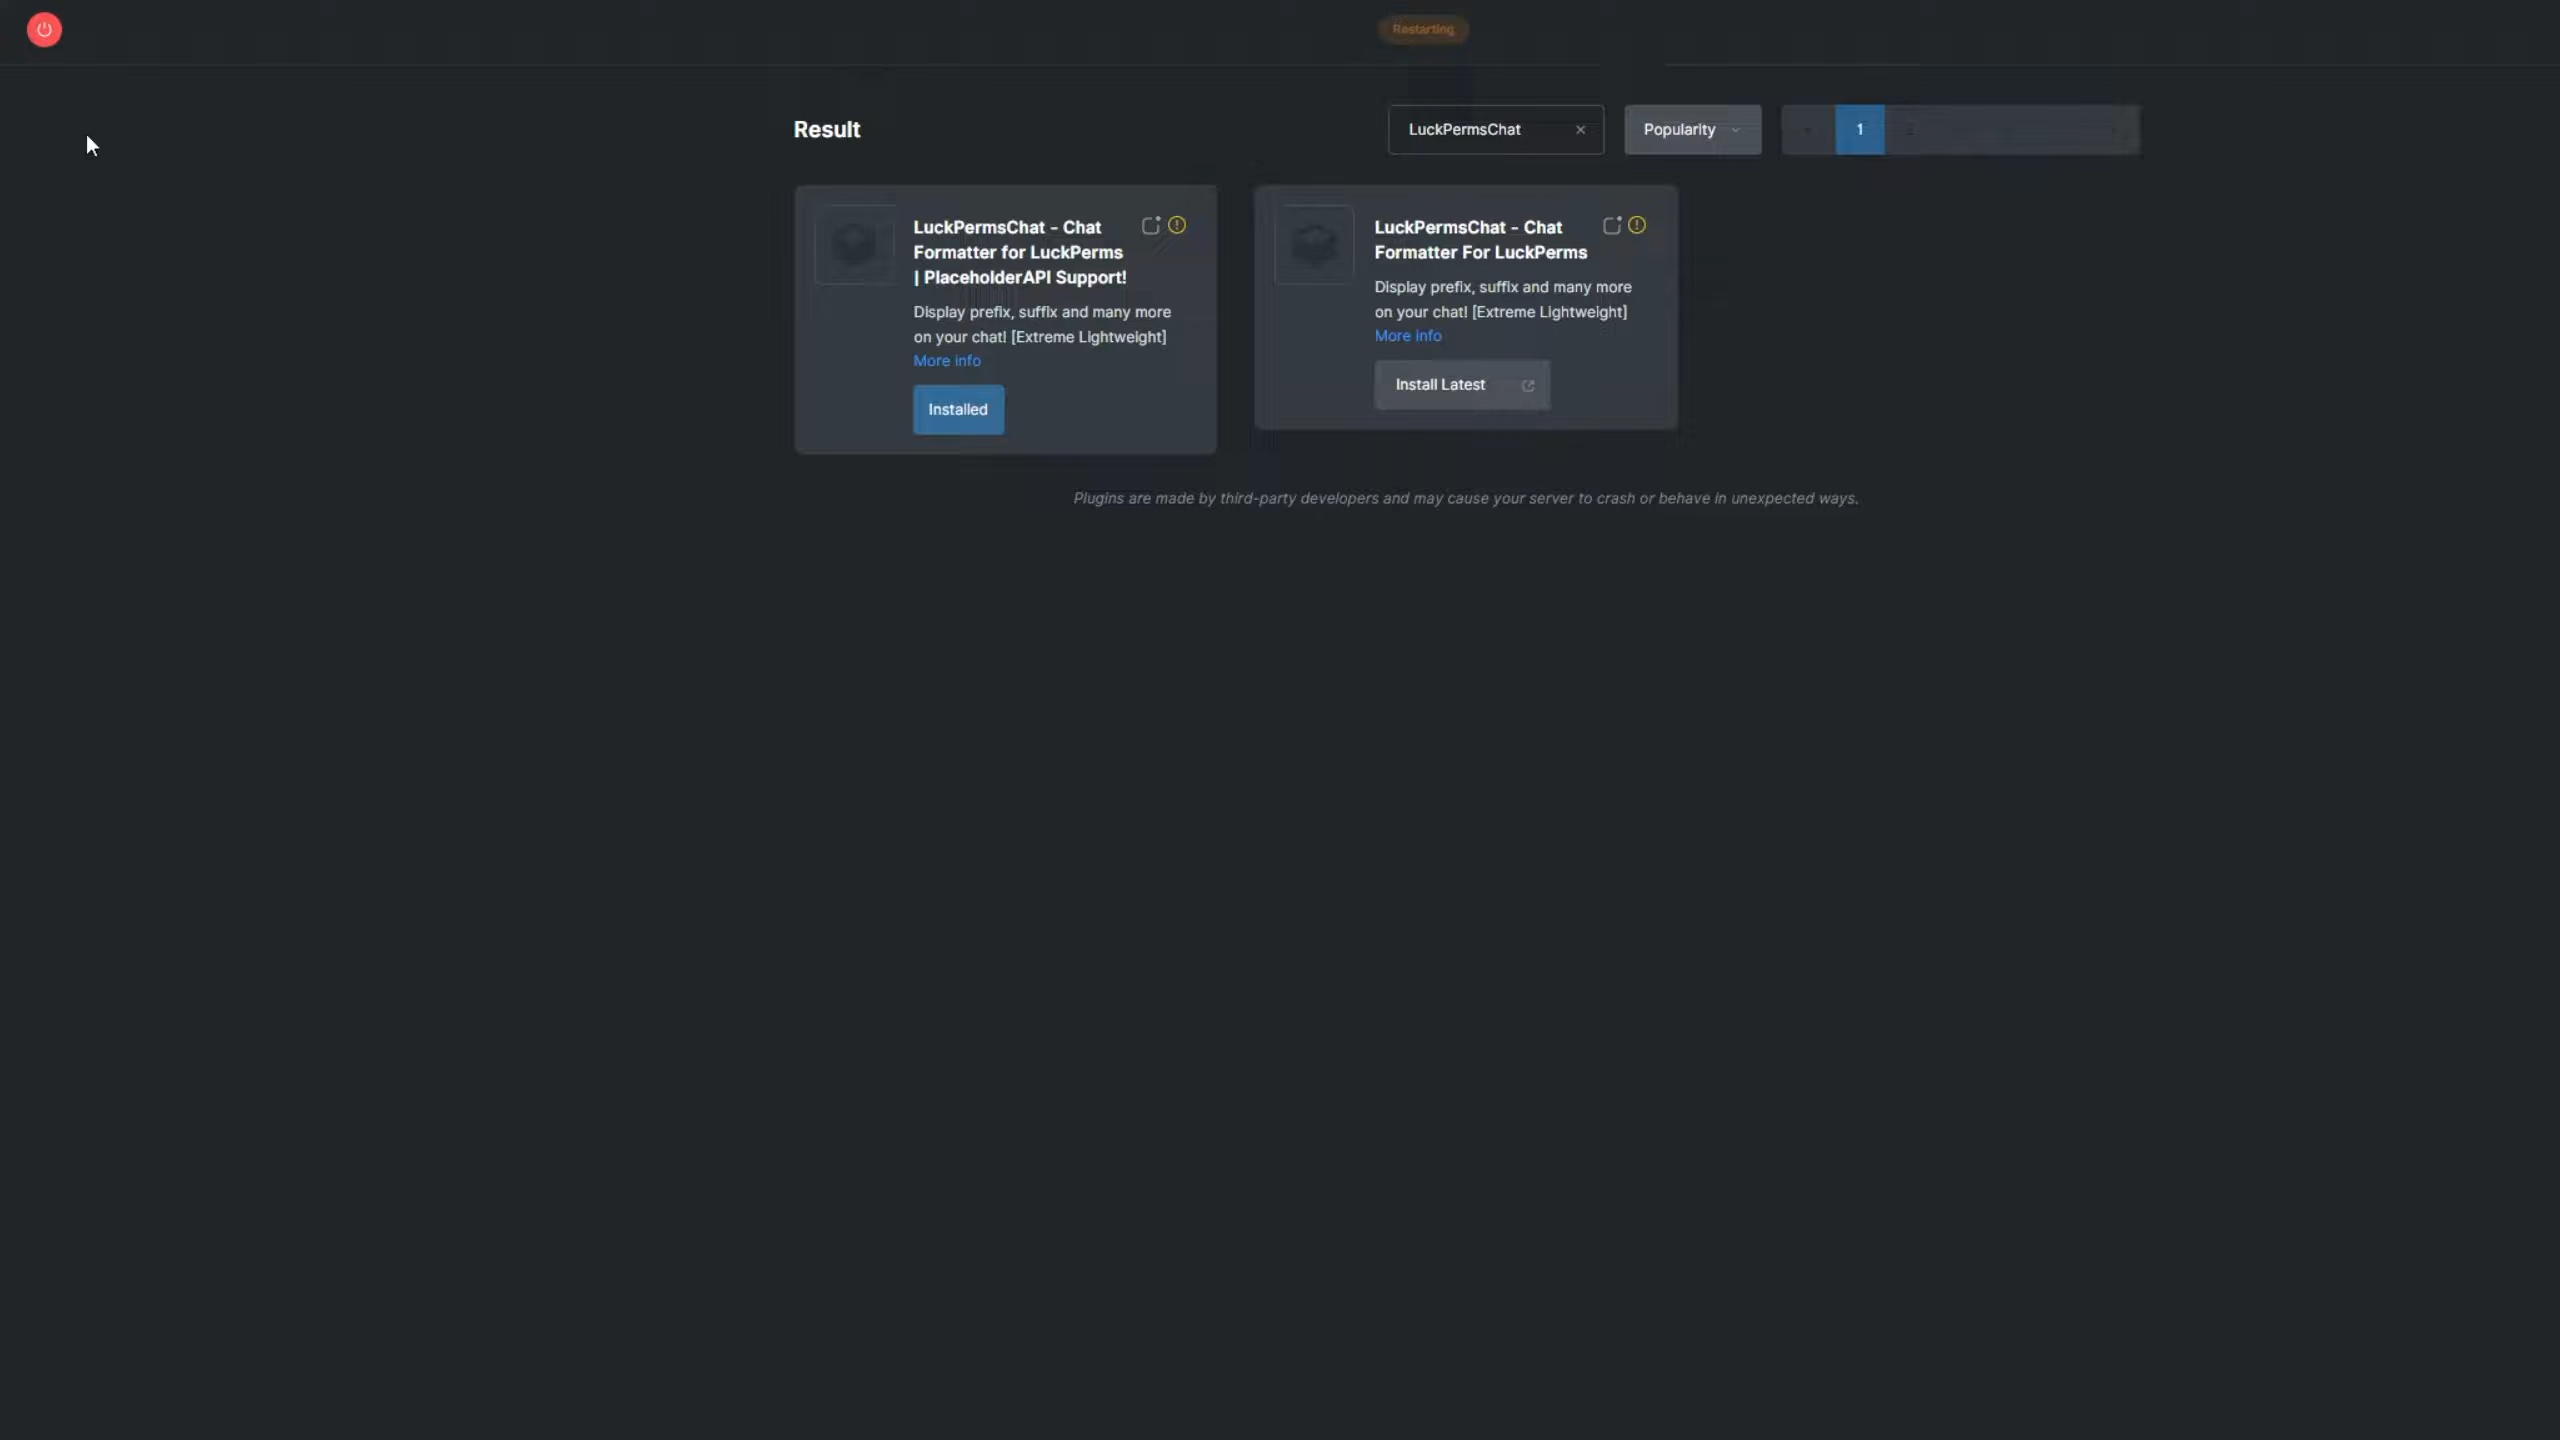 Restarting
Result
LuckPermsChat
Popularity
1
LuckPermsChat - Chat
Formatter for LuckPerms
| PlaceholderAPI Support!
Display prefix, suffix and many more
on your chat! [Extreme Lightweight]
More info
Installed
LuckPermsChat - Chat
Formatter For LuckPerms
Display prefix, suffix and many more
on your chat! [Extreme Lightweight]
More info
Install Latest
Plugins are made by third-party developers and may cause your server to crash or behave in unexpected ways.